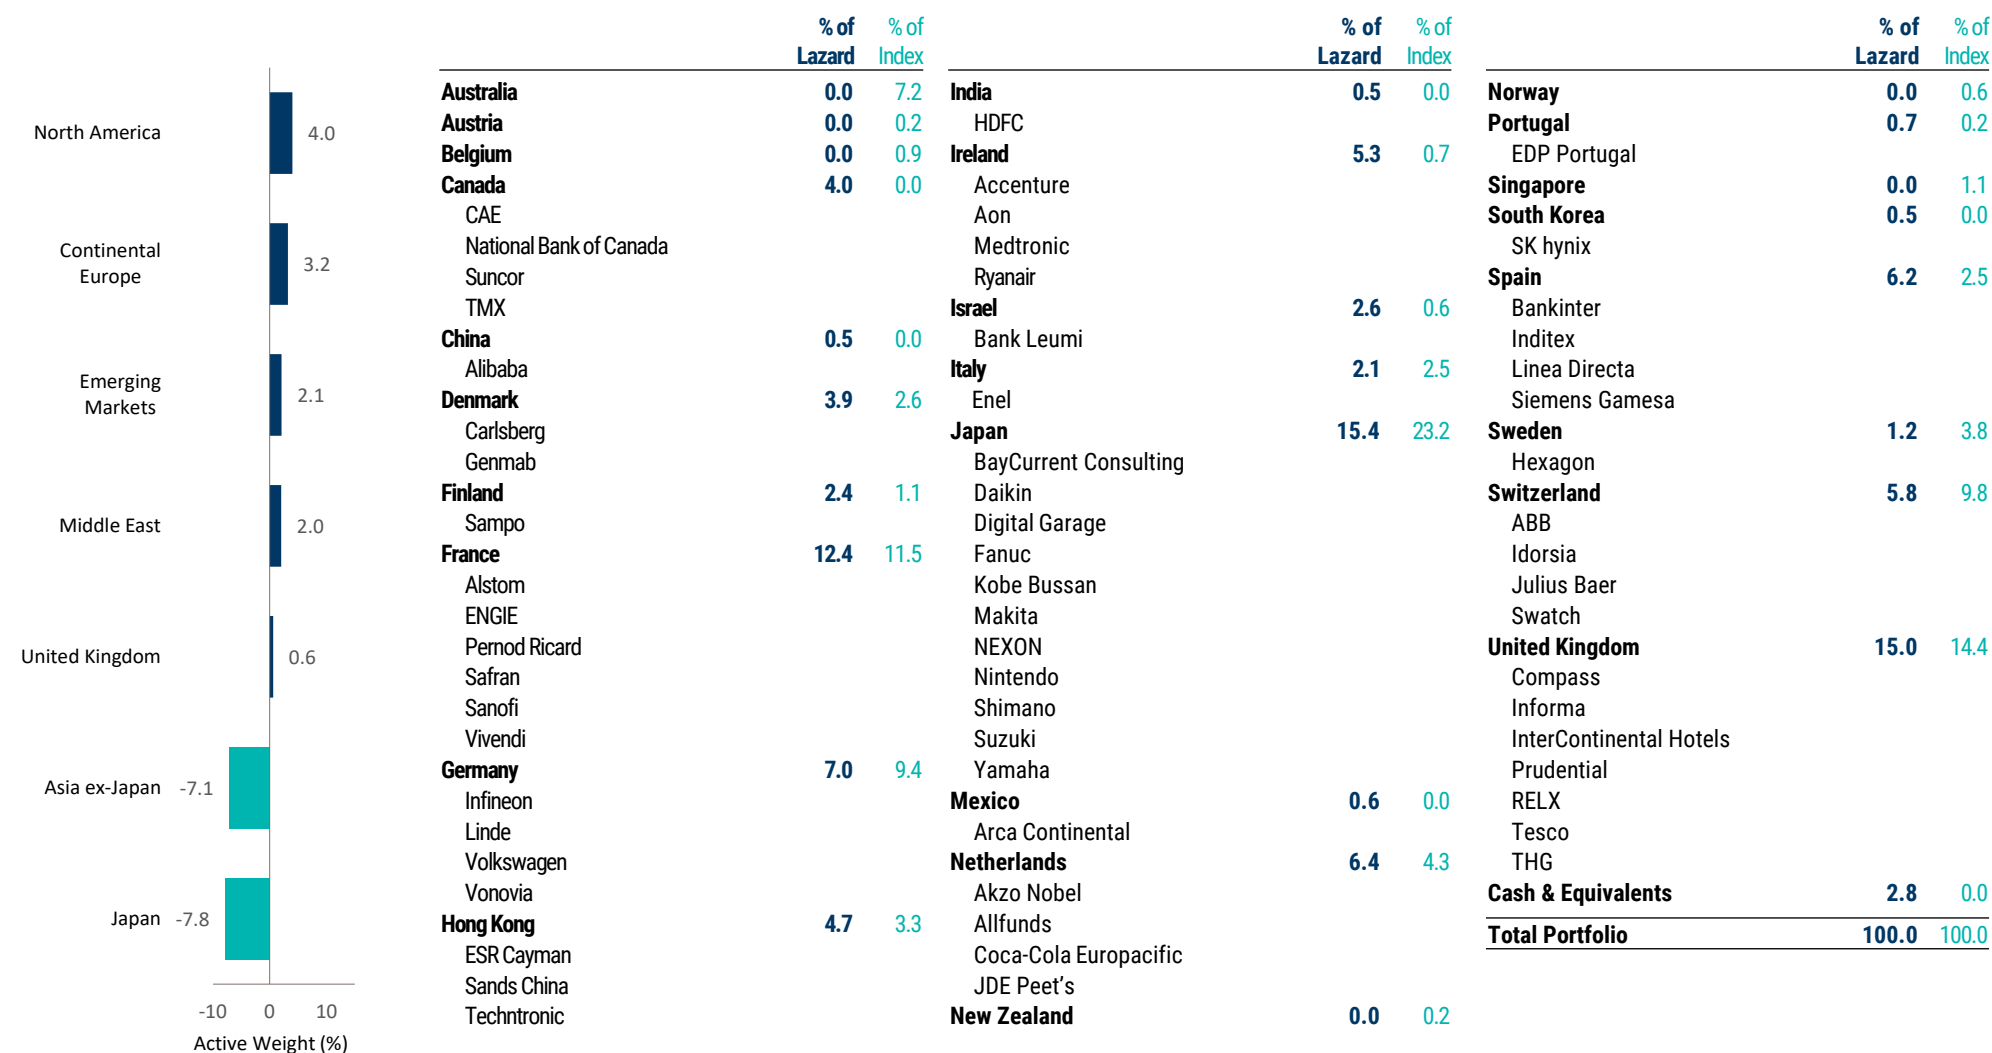 North America 4.0
Continental
Europe 3.2
Emerging
Markets 2.1
Middle East 2.0
United Kingdom 0.6
Asia ex-Japan -7.1
Japan -7.8
-10 0 10
Active Weight (%)
% of % of
Lazard Index
Australia 0.0 7.2
Austria 0.0 0.2
Belgium 0.0 0.9
Canada 4.0 0.0
CAE
National Bank of Canada
Suncor
TMX
China 0.5 0.0
Alibaba
Denmark 3.9 2.6
Carlsberg
Genmab
Finland 2.4 1.1
Sampo
France 12.4 11.5
Alstom
ENGIE
Pernod Ricard
Safran
Sanofi
Vivendi
Germany 7.0 9.4
Infineon
Linde
Volkswagen
Vonovia
Hong Kong 4.7 3.3
ESR Cayman
Sands China
Techntronic
% of % of
Lazard Index
India 0.5 0.0
HDFC
Ireland 5.3 0.7
Accenture
Aon
Medtronic
Ryanair
Israel 2.6 0.6
Bank Leumi
Italy 2.1 2.5
Enel
Japan 15.4 23.2
BayCurrent Consulting
Daikin
Digital Garage
Fanuc
Kobe Bussan
Makita
NEXON
Nintendo
Shimano
Suzuki
Yamaha
Mexico 0.6 0.0
Arca Continental
Netherlands 6.4 4.3
Akzo Nobel
Allfunds
Coca-Cola Europacific
JDE Peet's
New Zealand 0.0 0.2
% of % of
Lazard Index
Norway 0.0 0.6
Portugal 0.7 0.2
EDP Portugal
Singapore 0.0 1.1
South Korea 0.5 0.0
SK hynix
Spain 6.2 2.5
Bankinter
Inditex
Linea Directa
Siemens Gamesa
Sweden 1.2 3.8
Hexagon
Switzerland 5.8 9.8
ABB
Idorsia
Julius Baer
Swatch
United Kingdom 15.0 14.4
Compass
Informa
InterContinental Hotels
Prudential
RELX
Tesco
THG
Cash & Equivalents 2.8 0.0
Total Portfolio 100.0 100.0